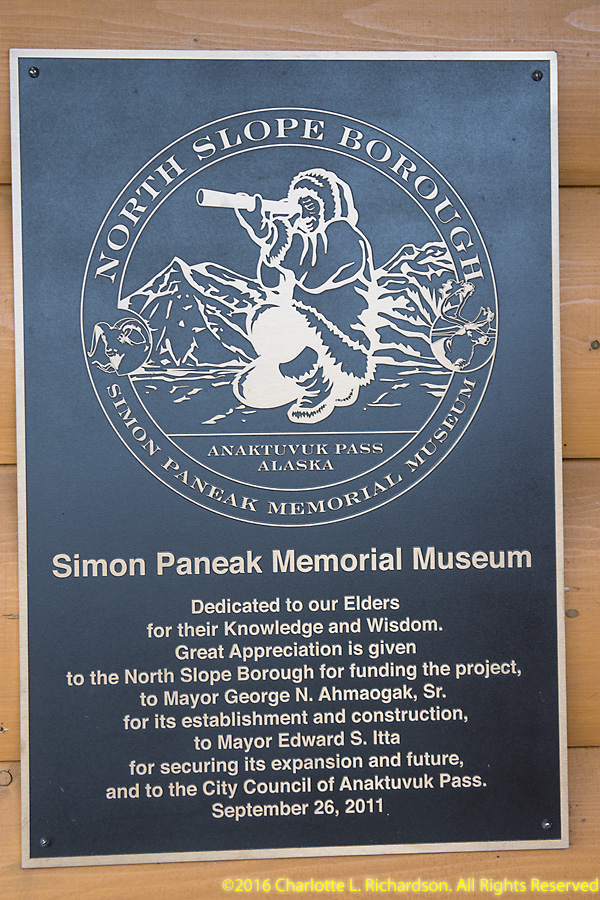 NORTH SLOPE BOROUGH
ANAKTUVUK PASS
ALASKA
SIMON PANEAK MEMORIAL MUSEUM
Simon Paneak Memorial Museum
Dedicated to our Elders
for their Knowledge and Wisdom.
Great Appreciation is given
to the North Slope Borough for funding the project,
to Mayor George N. Ahmaogak, Sr.
for its establishment and construction,
to Mayor Edward S. Itta
for securing its expansion and future,
and to the City Council of Anaktuvuk Pass.
September 26, 2011
©2016 Charlotte L. Richardson. All Rights Reserved